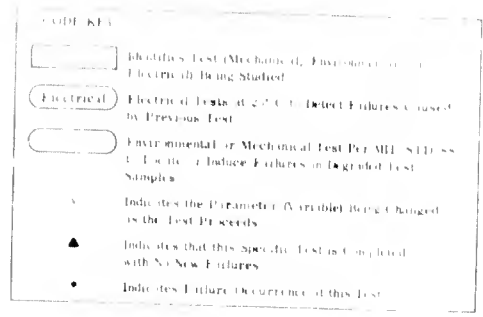 CODE KEY
Identifies Test (Mechanical, Environmental
Electrical) Being Studied
Electrical
Electrical Tests at 25 C to Detect Failures Caused
by Previous Test
Environmental or Mechanical Test Per MIL STD
to Induce Failures in Degraded Test
Samples
Indicates the Parameter (Variable) Being Changed
as the Test Proceeds
Indicates that this Specific Test is Completed
with No New Failures
Indicates Failure Occurrence at this Test